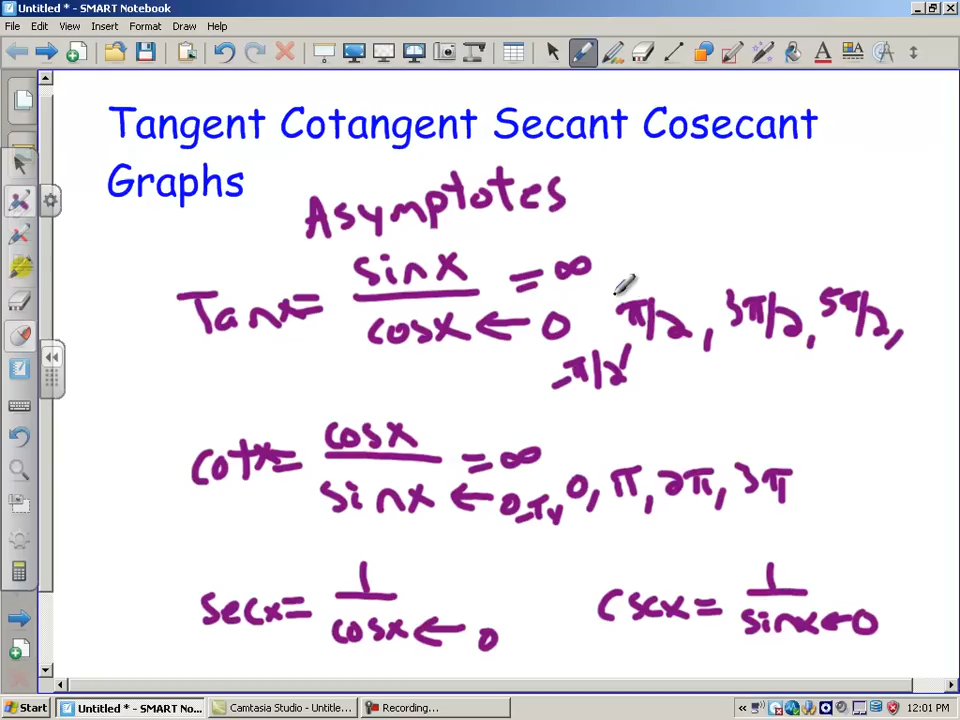 Untitled * - SMART Notebook
File Edit View Insert Format Draw Help
Tangent Cotangent Secant Cosecant
Graphs
Asymptotes
Tanx = sinx / cosx ← 0 = ∞ π/2, 3π/2, 5π/2,
-π/2,
cotx = cosx / sinx ← 0 = ∞ -π, 0, π, 2π, 3π
secx = 1 / cosx ← 0 cscx = 1 / sinx ← 0
Start Untitled * - SMART No... Camtasia Studio - Untitle... Recording... 12:01 PM